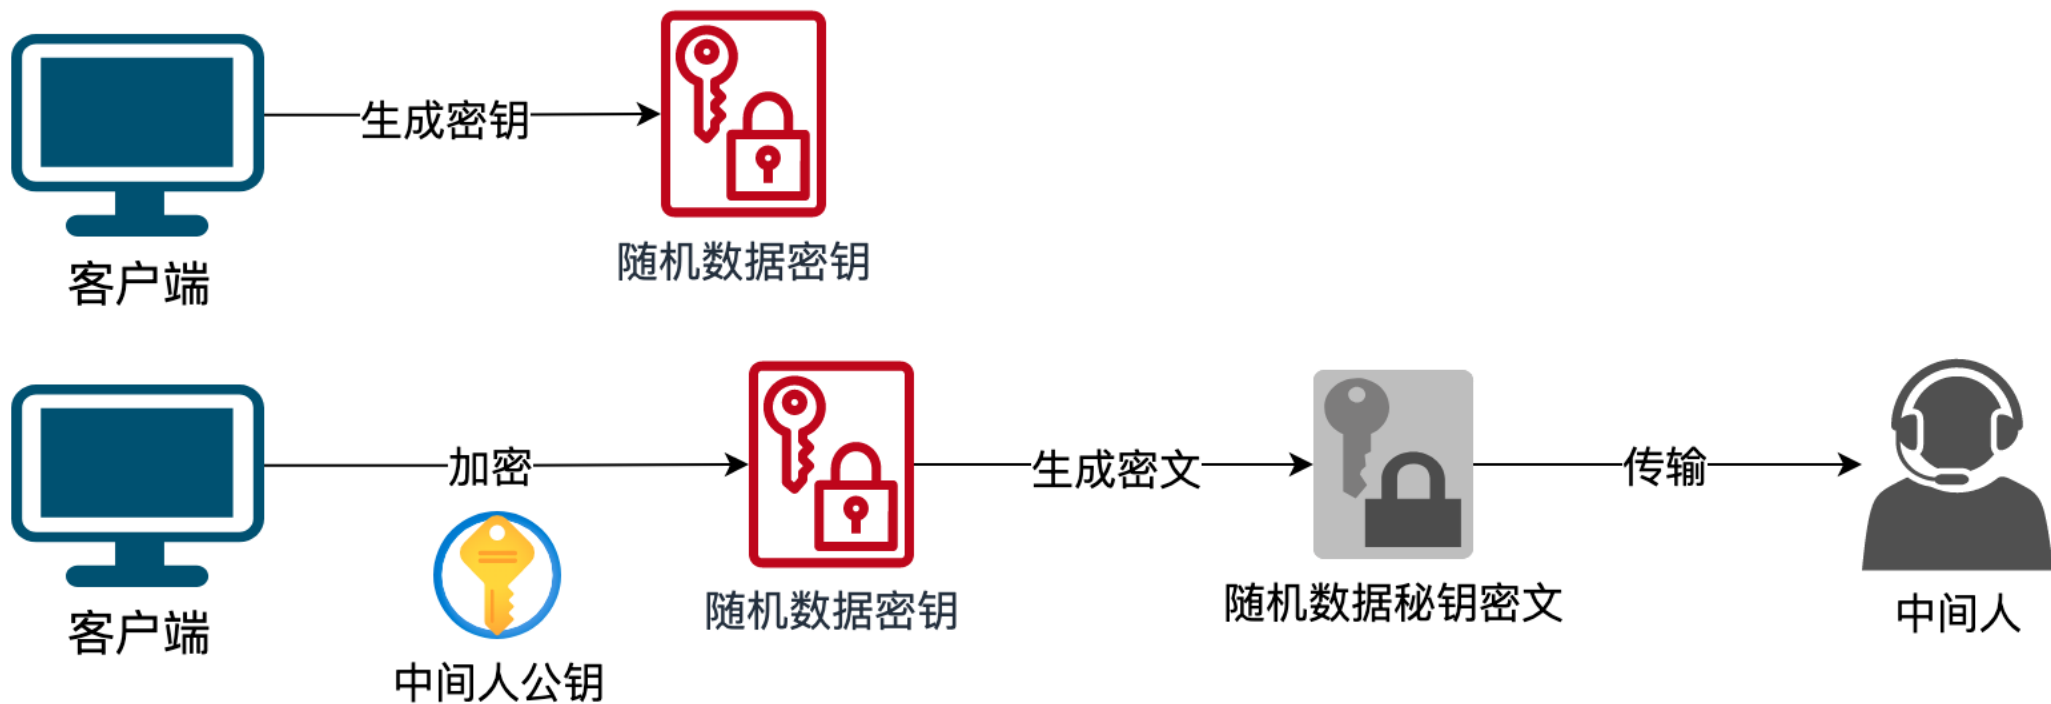 生成密钥
随机数据密钥
客户端
加密
生成密文
传输
随机数据密钥
随机数据秘钥密文
中间人
客户端
中间人公钥